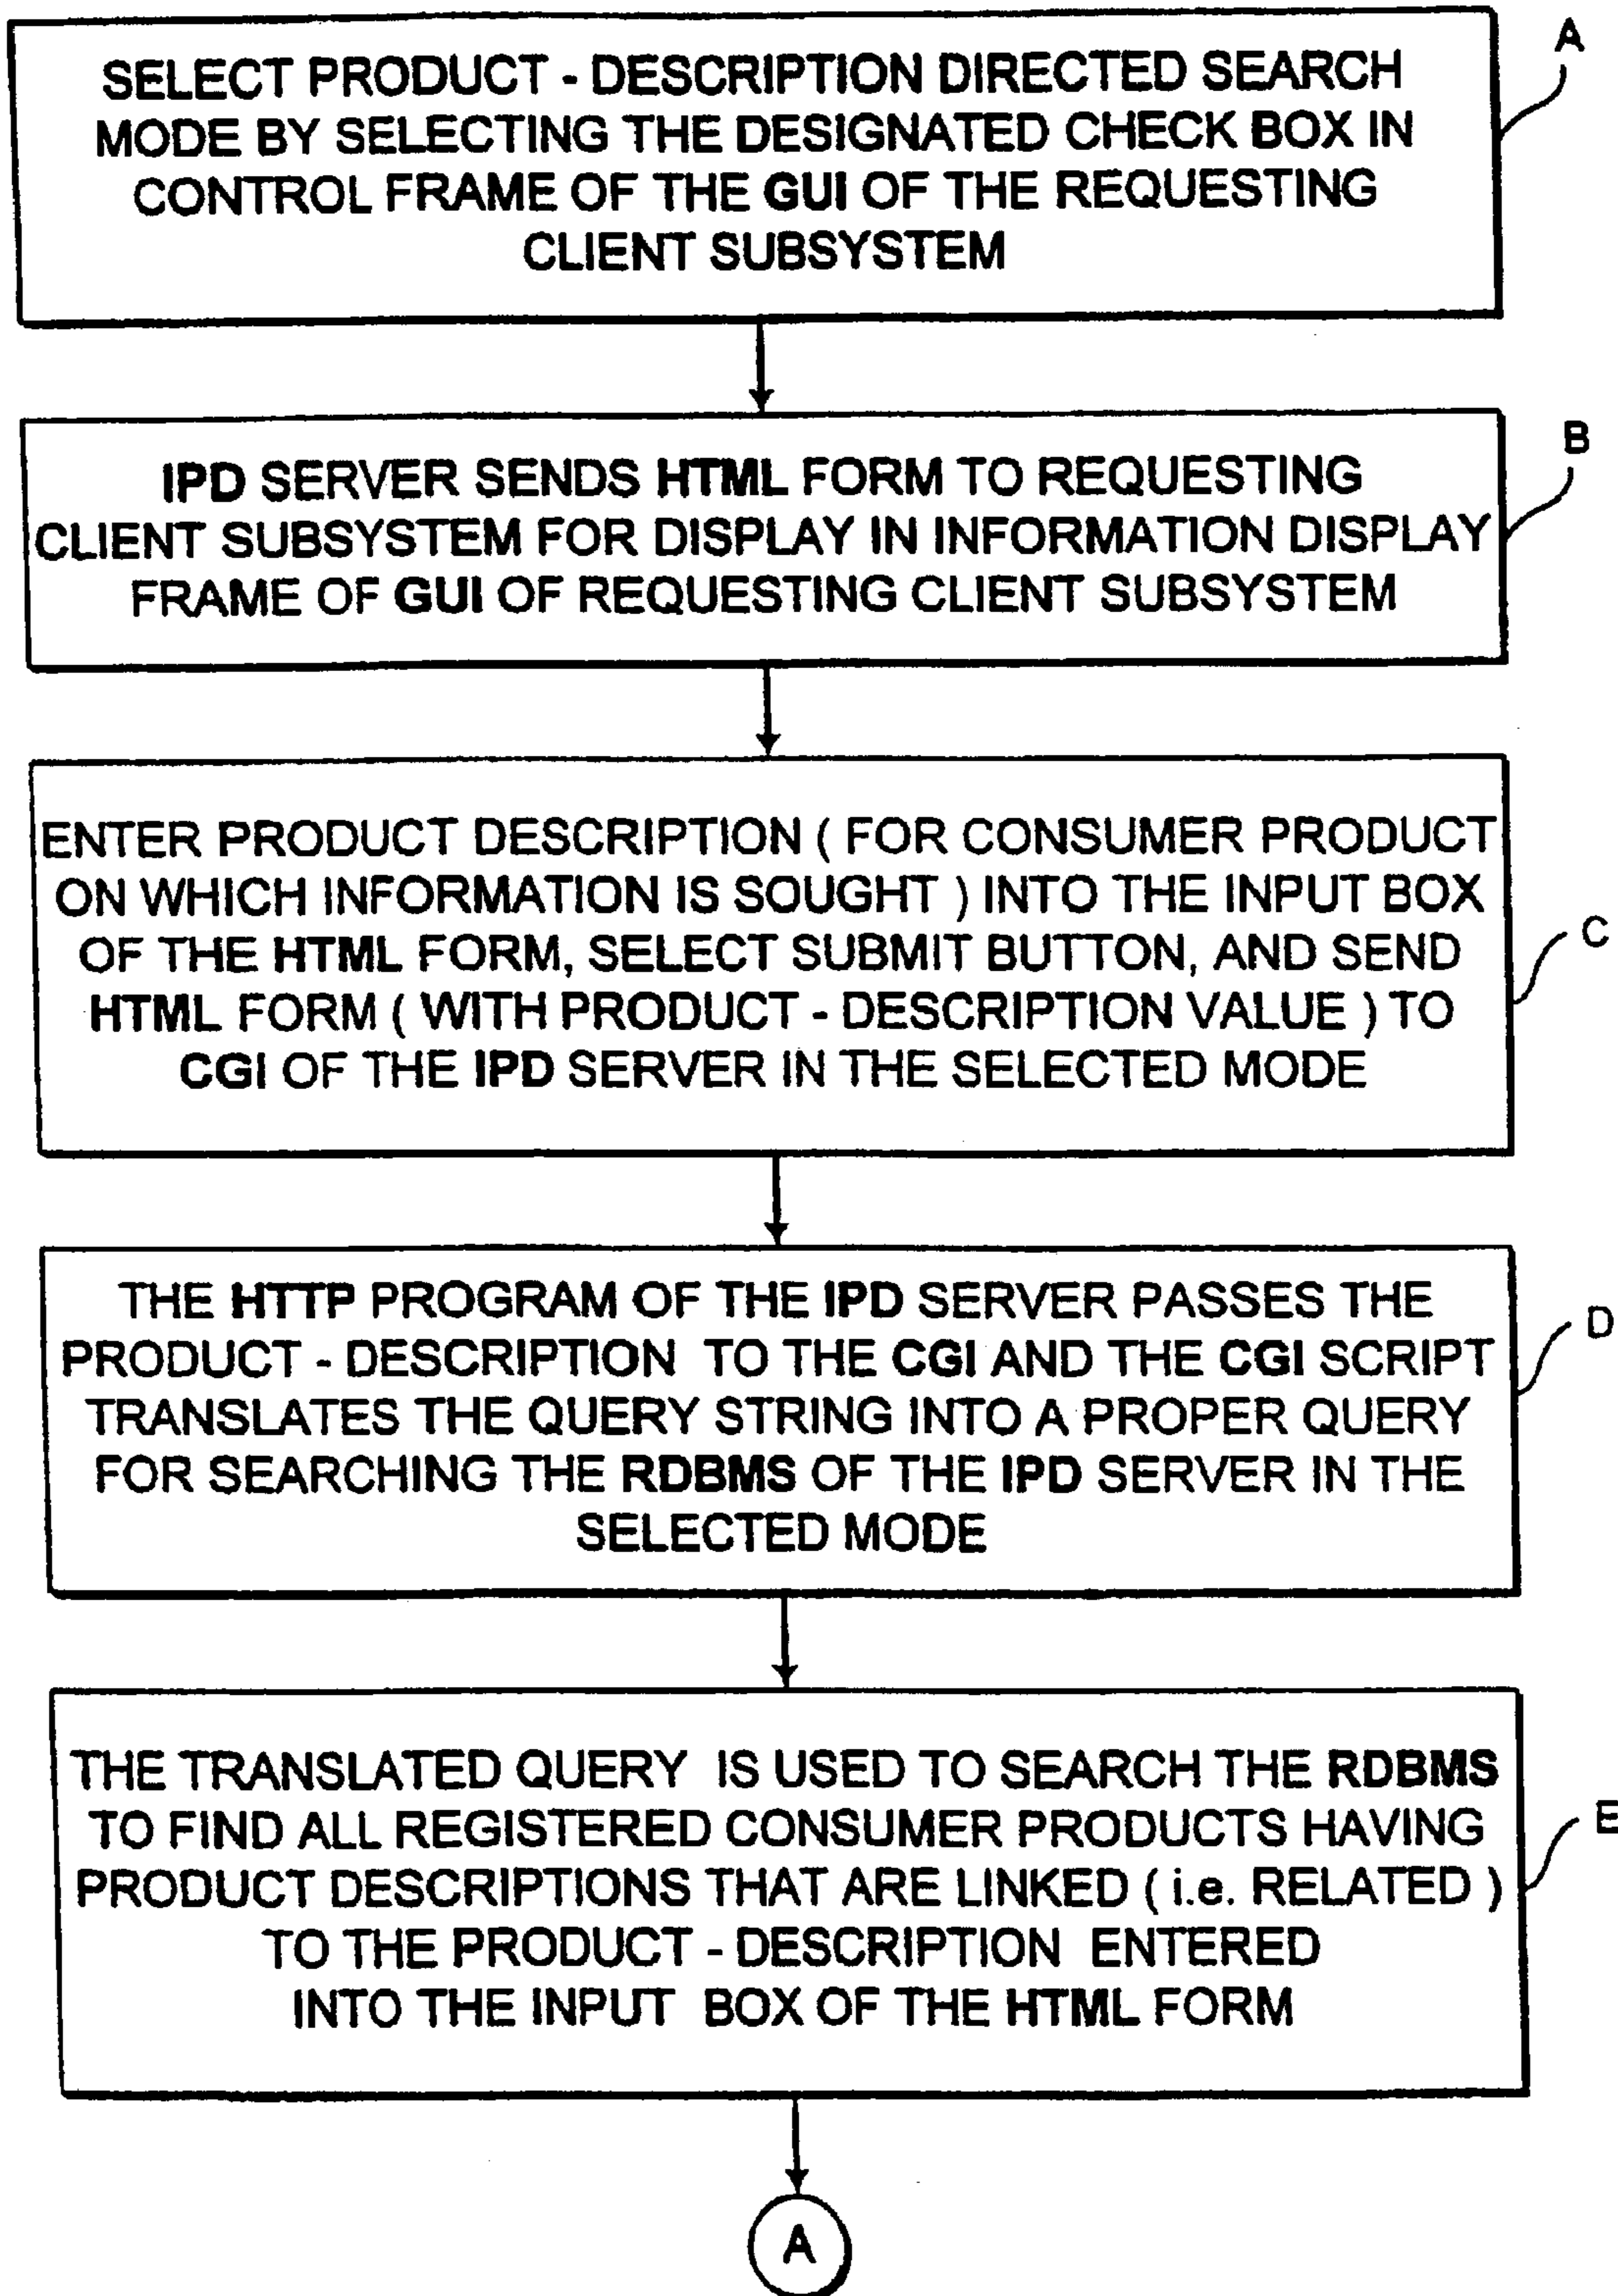 A
SELECT PRODUCT - DESCRIPTION DIRECTED SEARCH
MODE BY SELECTING THE DESIGNATED CHECK BOX IN
CONTROL FRAME OF THE GUI OF THE REQUESTING
CLIENT SUBSYSTEM
B
IPD SERVER SENDS HTML FORM TO REQUESTING
CLIENT SUBSYSTEM FOR DISPLAY IN INFORMATION DISPLAY
FRAME OF GUI OF REQUESTING CLIENT SUBSYSTEM
ENTER PRODUCT DESCRIPTION ( FOR CONSUMER PRODUCT
ON WHICH INFORMATION IS SOUGHT ) INTO THE INPUT BOX
OF THE HTML FORM, SELECT SUBMIT BUTTON, AND SEND
HTML FORM ( WITH PRODUCT - DESCRIPTION VALUE ) TO
CGI OF THE IPD SERVER IN THE SELECTED MODE
C
THE HTTP PROGRAM OF THE IPD SERVER PASSES THE
PRODUCT - DESCRIPTION TO THE CGI AND THE CGI SCRIPT
TRANSLATES THE QUERY STRING INTO A PROPER QUERY
FOR SEARCHING THE RDBMS OF THE IPD SERVER IN THE
SELECTED MODE
D
THE TRANSLATED QUERY IS USED TO SEARCH THE RDBMS
TO FIND ALL REGISTERED CONSUMER PRODUCTS HAVING
PRODUCT DESCRIPTIONS THAT ARE LINKED ( i.e. RELATED )
TO THE PRODUCT - DESCRIPTION ENTERED
INTO THE INPUT BOX OF THE HTML FORM
E
A